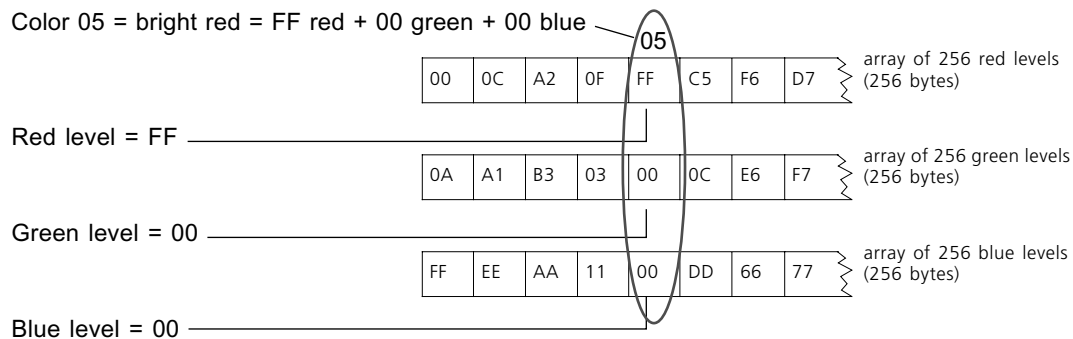 Color 05 = bright red = FF red + 00 green + 00 blue
05
00 0C A2 0F FF C5 F6 D7
array of 256 red levels
(256 bytes)
Red level = FF
0A A1 B3 03 00 0C E6 F7
array of 256 green levels
(256 bytes)
Green level = 00
FF EE AA 11 00 DD 66 77
array of 256 blue levels
(256 bytes)
Blue level = 00